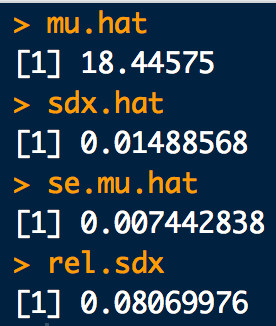 > mu.hat
[1] 18.44575
> sdx.hat
[1] 0.01488568
> se.mu.hat
[1] 0.007442838
> rel.sdx
[1] 0.08069976